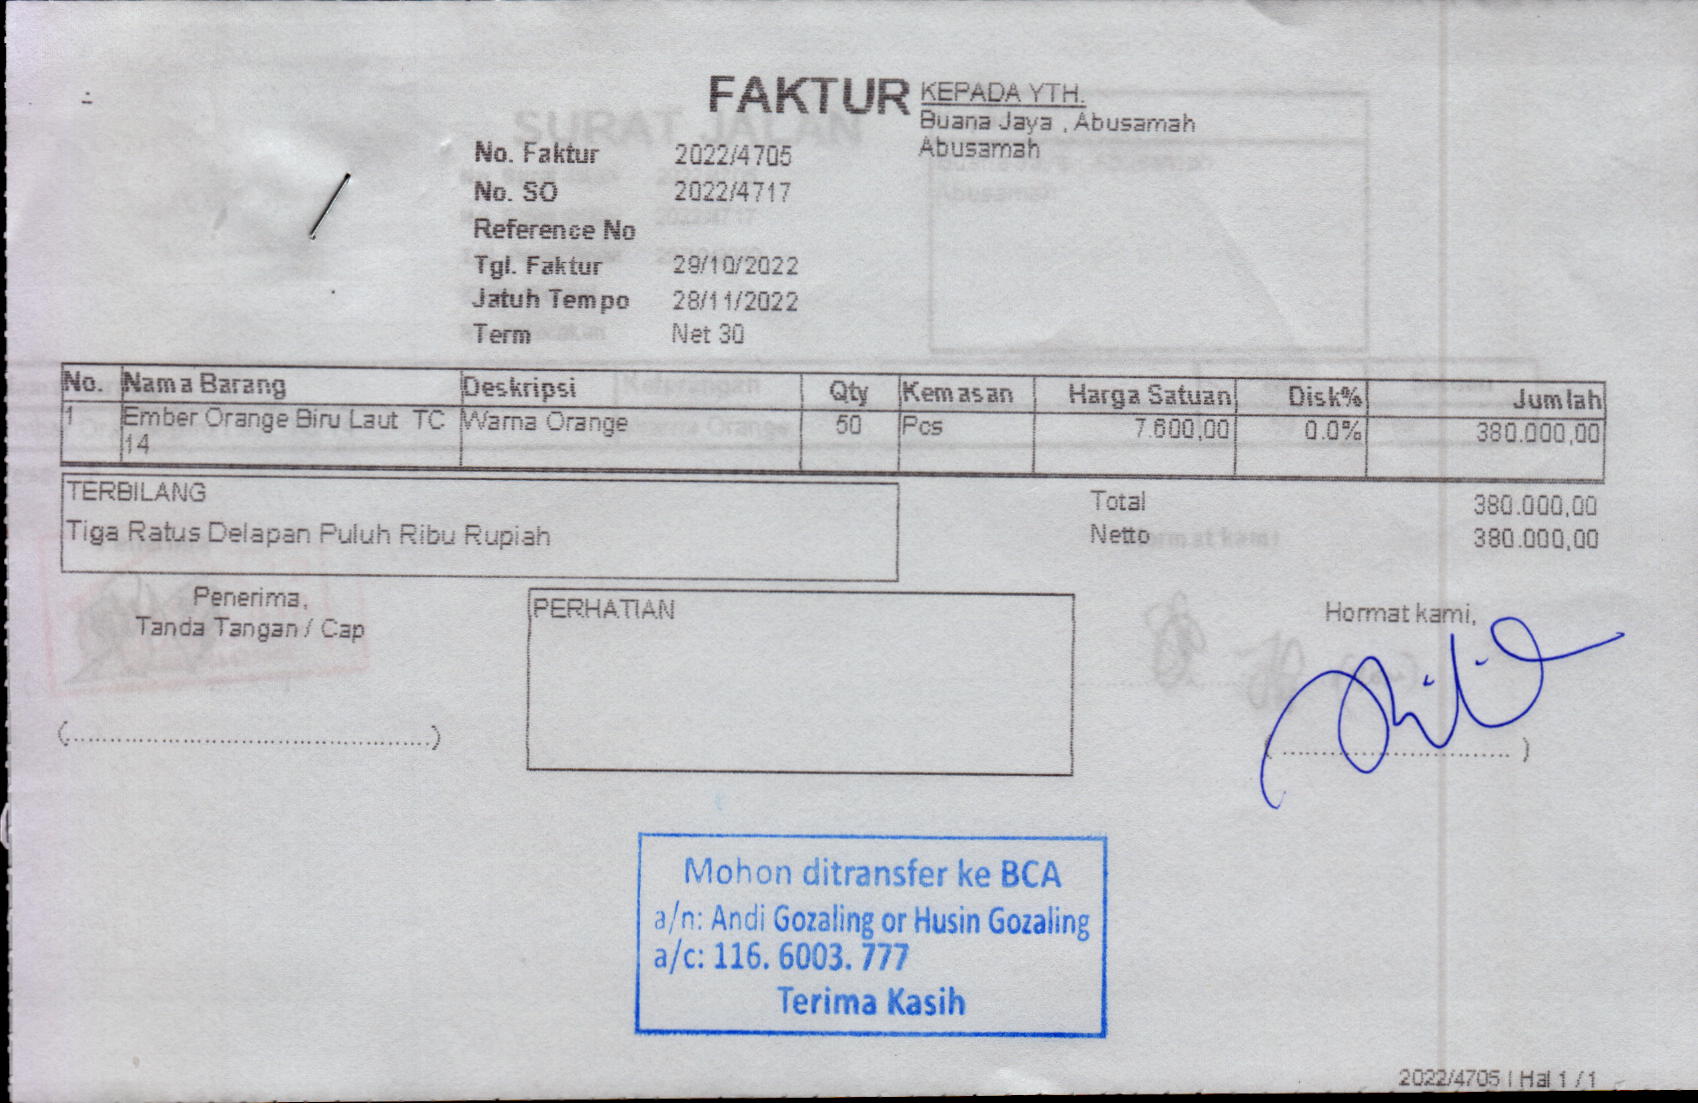 FAKTUR
KEPADA YTH.
Buana Jaya , Abusamah
Abusamah
No. Faktur 2022/4705
No. SO 2022/4717
Reference No
Tgl. Faktur 29/10/2022
Jatuh Tempo 28/11/2022
Term Net 30
No. Nama Barang Deskripsi Qty Kemasan Harga Satuan Disk% Jumlah
1 Ember Orange Biru Laut TC Warna Orange 50 Pcs 7.600,00 0.0% 380.000,00
14
TERBILANG
Tiga Ratus Delapan Puluh Ribu Rupiah
Total 380.000,00
Netto 380.000,00
Penerima,
Tanda Tangan / Cap
PERHATIAN
Hormat kami,
(..................................................)
( .................................. )
Mohon ditransfer ke BCA
a/n: Andi Gozaling or Husin Gozaling
a/c: 116. 6003. 777
Terima Kasih
2022/4705 | Hal 1 / 1